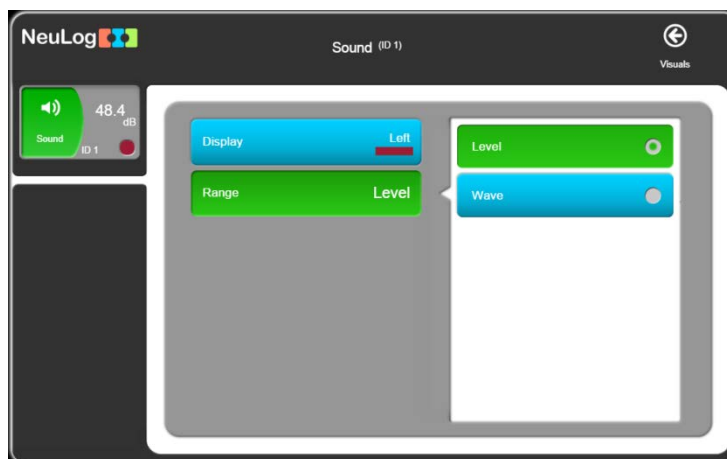 NeuLog
Sound (ID 1)
Visuals
48.4
dB
Sound
ID 1
Display Left
Range Level
Level
Wave